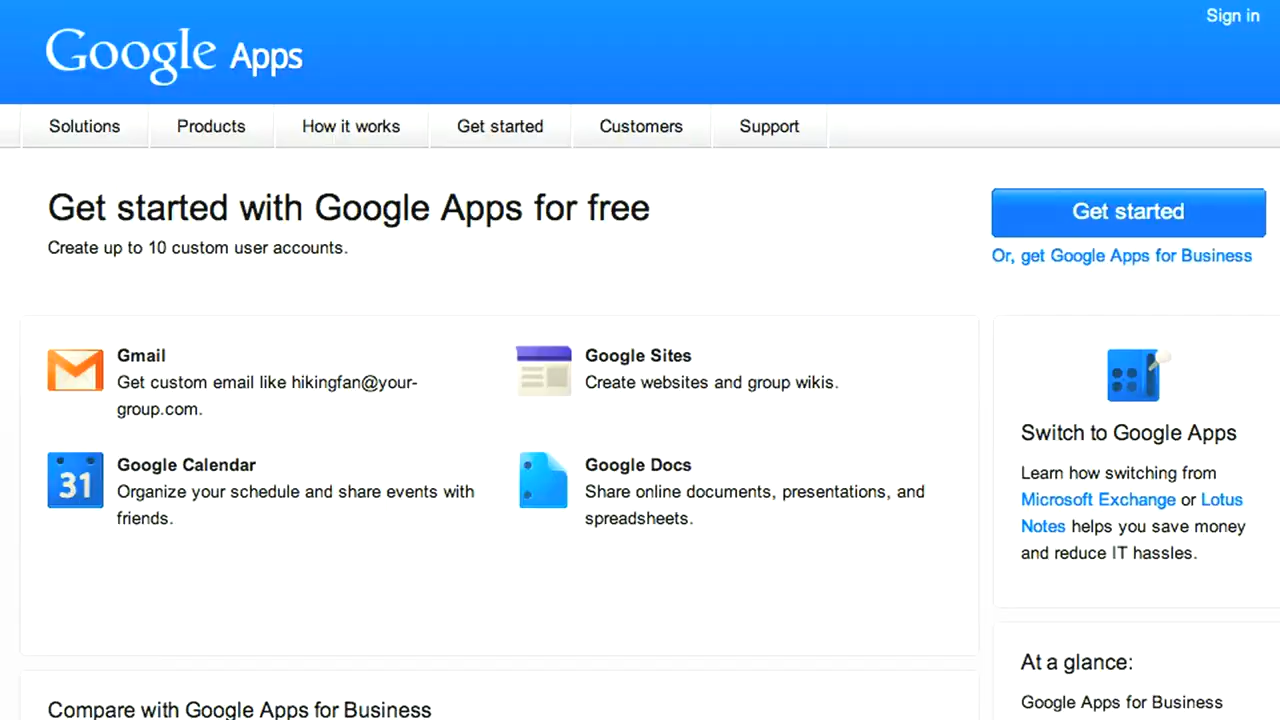 Sign in
Google Apps
Solutions
Products
How it works
Get started
Customers
Support
Get started with Google Apps for free
Create up to 10 custom user accounts.
Get started
Or, get Google Apps for Business
Gmail
Get custom email like hikingfan@your-
group.com.
Google Sites
Create websites and group wikis.
31
Google Calendar
Organize your schedule and share events with
friends.
Google Docs
Share online documents, presentations, and
spreadsheets.
Switch to Google Apps
Learn how switching from
Microsoft Exchange or Lotus
Notes helps you save money
and reduce IT hassles.
Compare with Google Apps for Business
At a glance:
Google Apps for Business